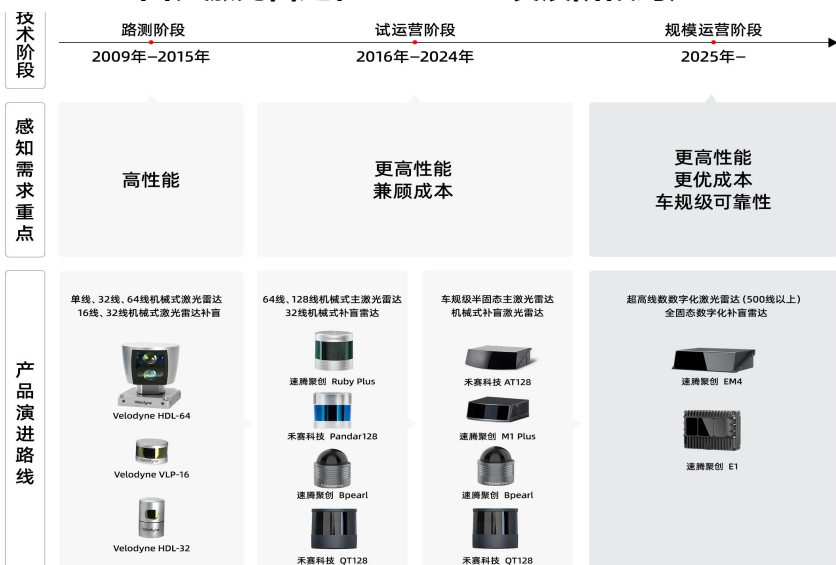 技术阶段
路测阶段
试运营阶段
规模运营阶段
2009年—2015年
2016年—2024年
2025年—
感知需求重点
高性能
更高性能
兼顾成本
更高性能
更优成本
车规级可靠性
产品演进路线
单线、32线、64线机械式激光雷达
16线、32线机械式激光雷达补盲
Velodyne HDL-64
Velodyne VLP-16
Velodyne HDL-32
64线、128线机械式主激光雷达
32线机械式补盲雷达
速腾聚创 Ruby Plus
禾赛科技 Pandar128
速腾聚创 Bpearl
禾赛科技 QT128
车规级半固态主激光雷达
机械式补盲激光雷达
禾赛科技 AT128
速腾聚创 M1 Plus
速腾聚创 Bpearl
禾赛科技 QT128
超高线数数字化激光雷达 (500线以上)
全固态数字化补盲雷达
速腾聚创 EM4
速腾聚创 E1